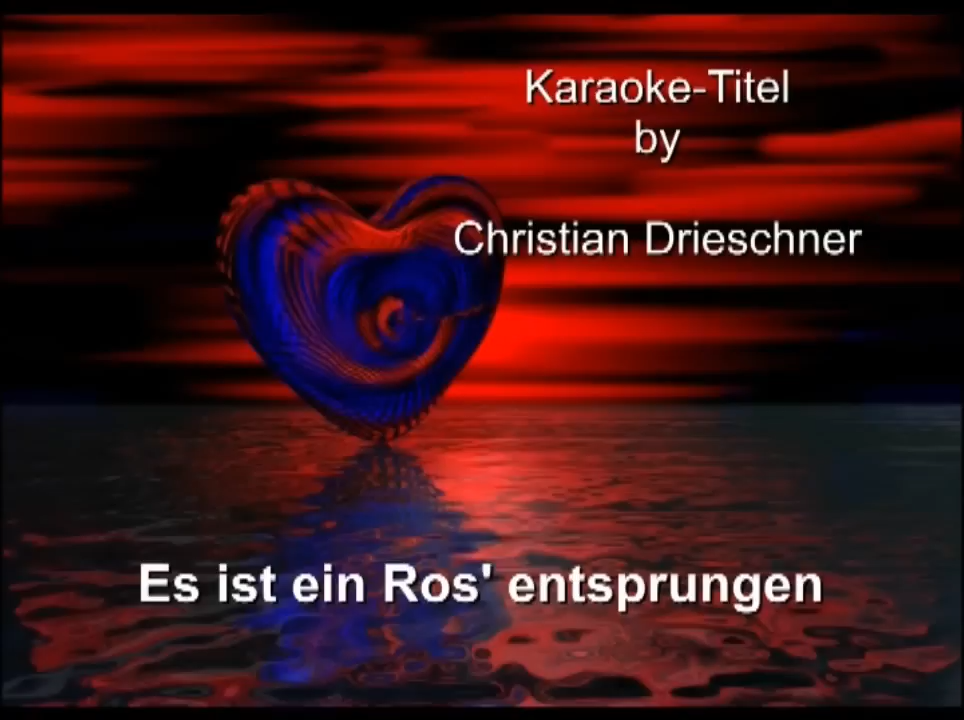 Karaoke-Titel
by
Christian Drieschner
Es ist ein Ros' entsprungen